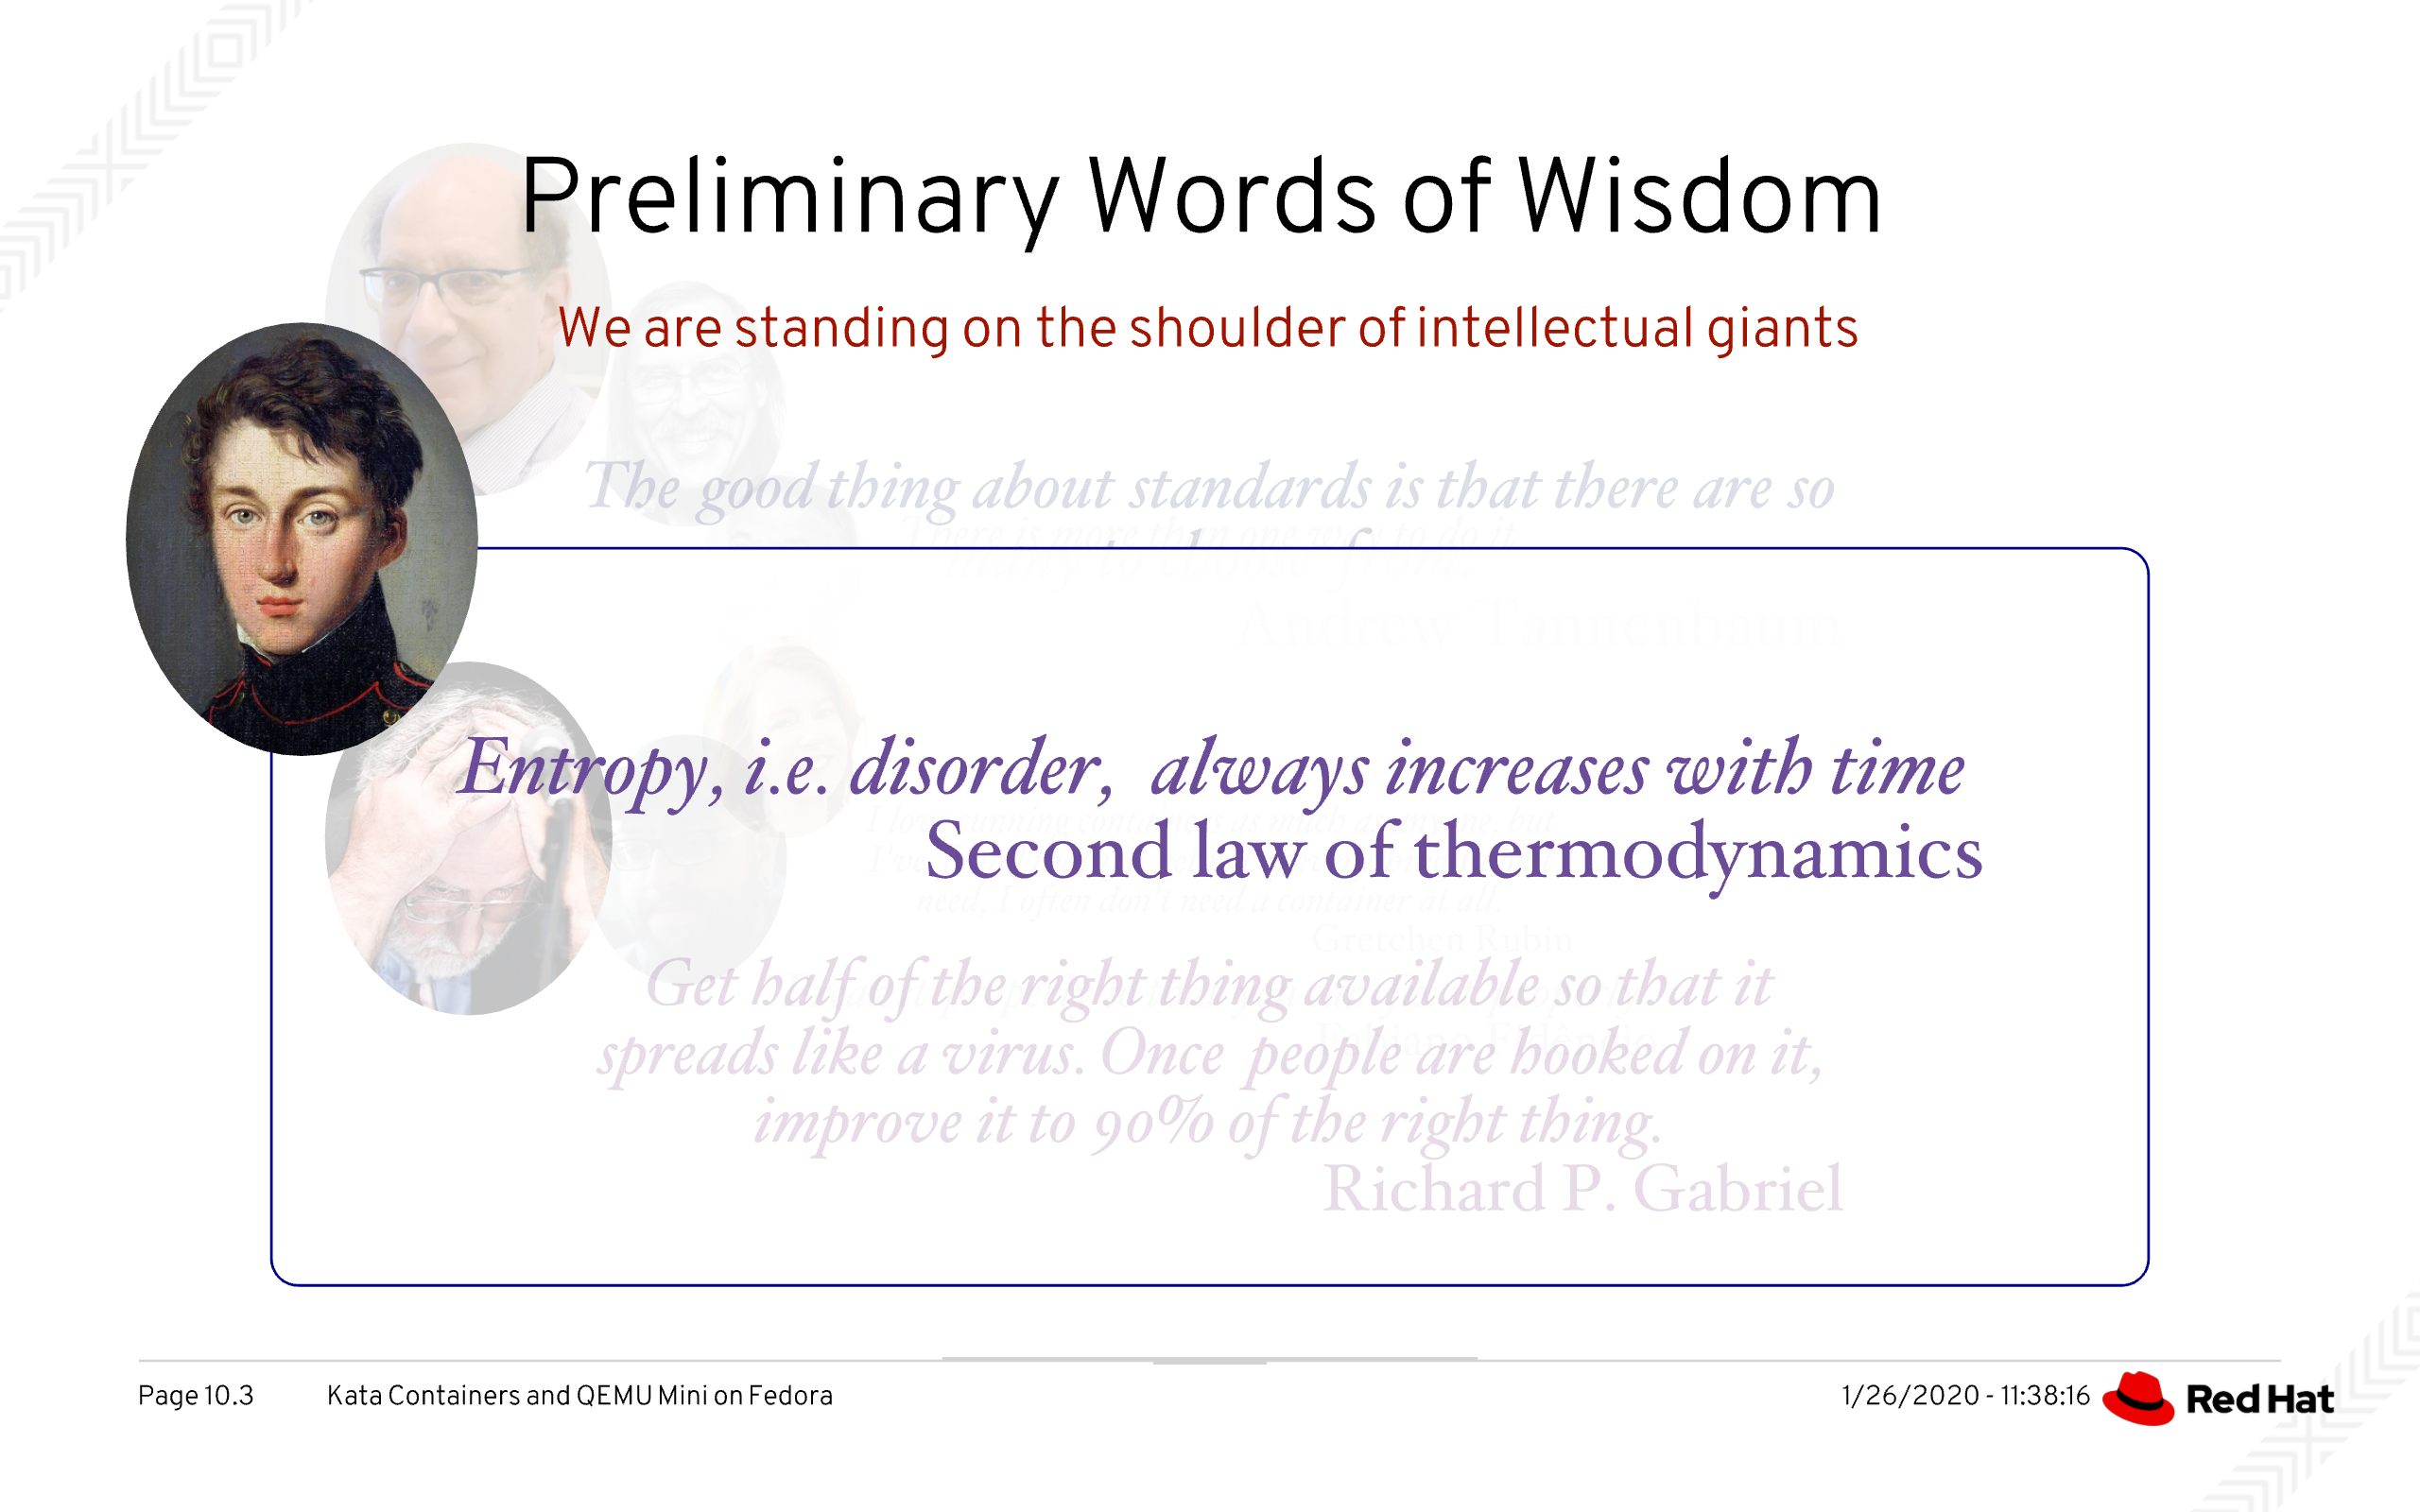 Preliminary Words of Wisdom
We are standing on the shoulder of intellectual giants
The good thing about standards is that there are so
There is more than one way to do it
many to choose from.
Andrew Tannenbaum
Entropy, i.e. disorder, always increases with time
I love running containers as much as anyone, but
Second law of thermodynamics
I've
need, I often don't need a container at all.
Gretchen Rubin
Get half of the right thing available so that it
spreads like a virus. Once people are hooked on it,
improve it to 90% of the right thing.
Richard P. Gabriel
Page 10.3 Kata Containers and QEMU Mini on Fedora 1/26/2020 - 11:38:16 Red Hat